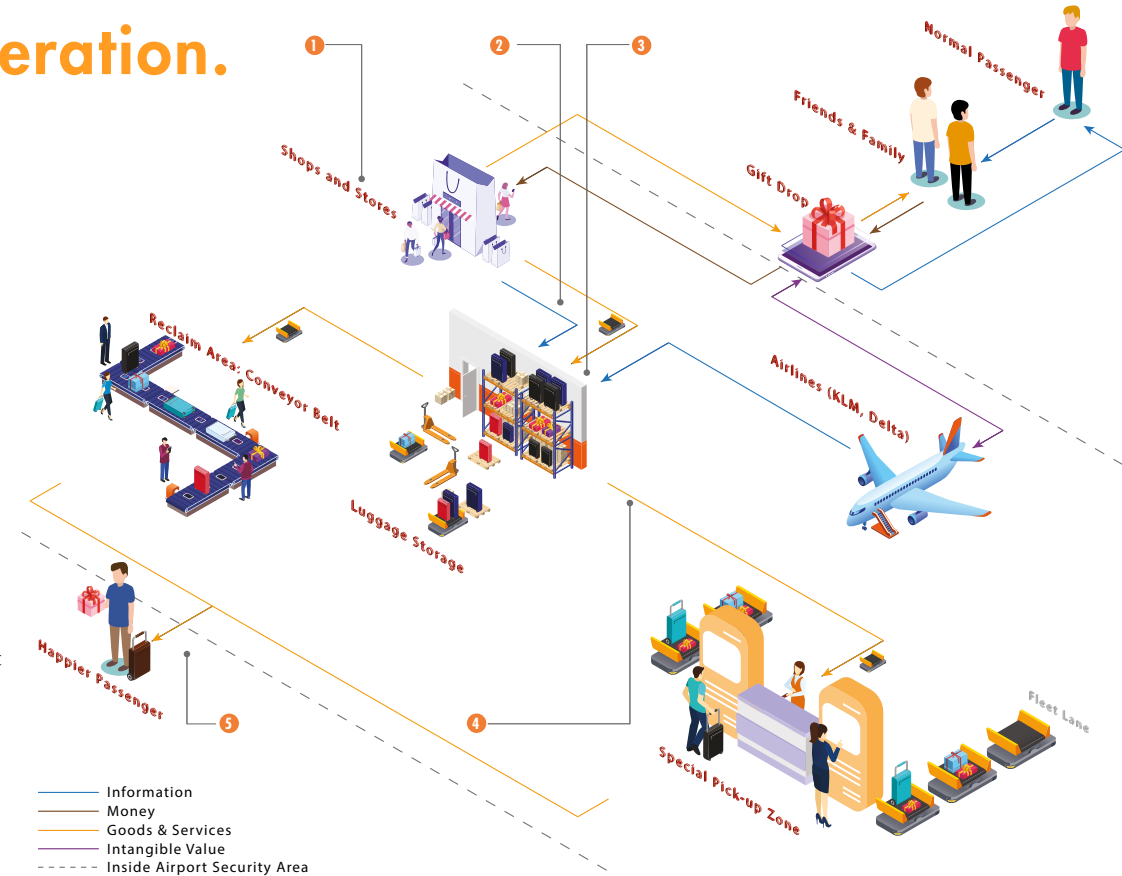 eration.
1
2
3
Normal Passenger
Friends & Family
Shops and Stores
Gift Drop
Reclaim Area: Conveyor Belt
Airlines (KLM, Delta)
Luggage Storage
t
Happier Passenger
5
4
Fleet Lane
Special Pick-up Zone
Information
Money
Goods & Services
Intangible Value
Inside Airport Security Area